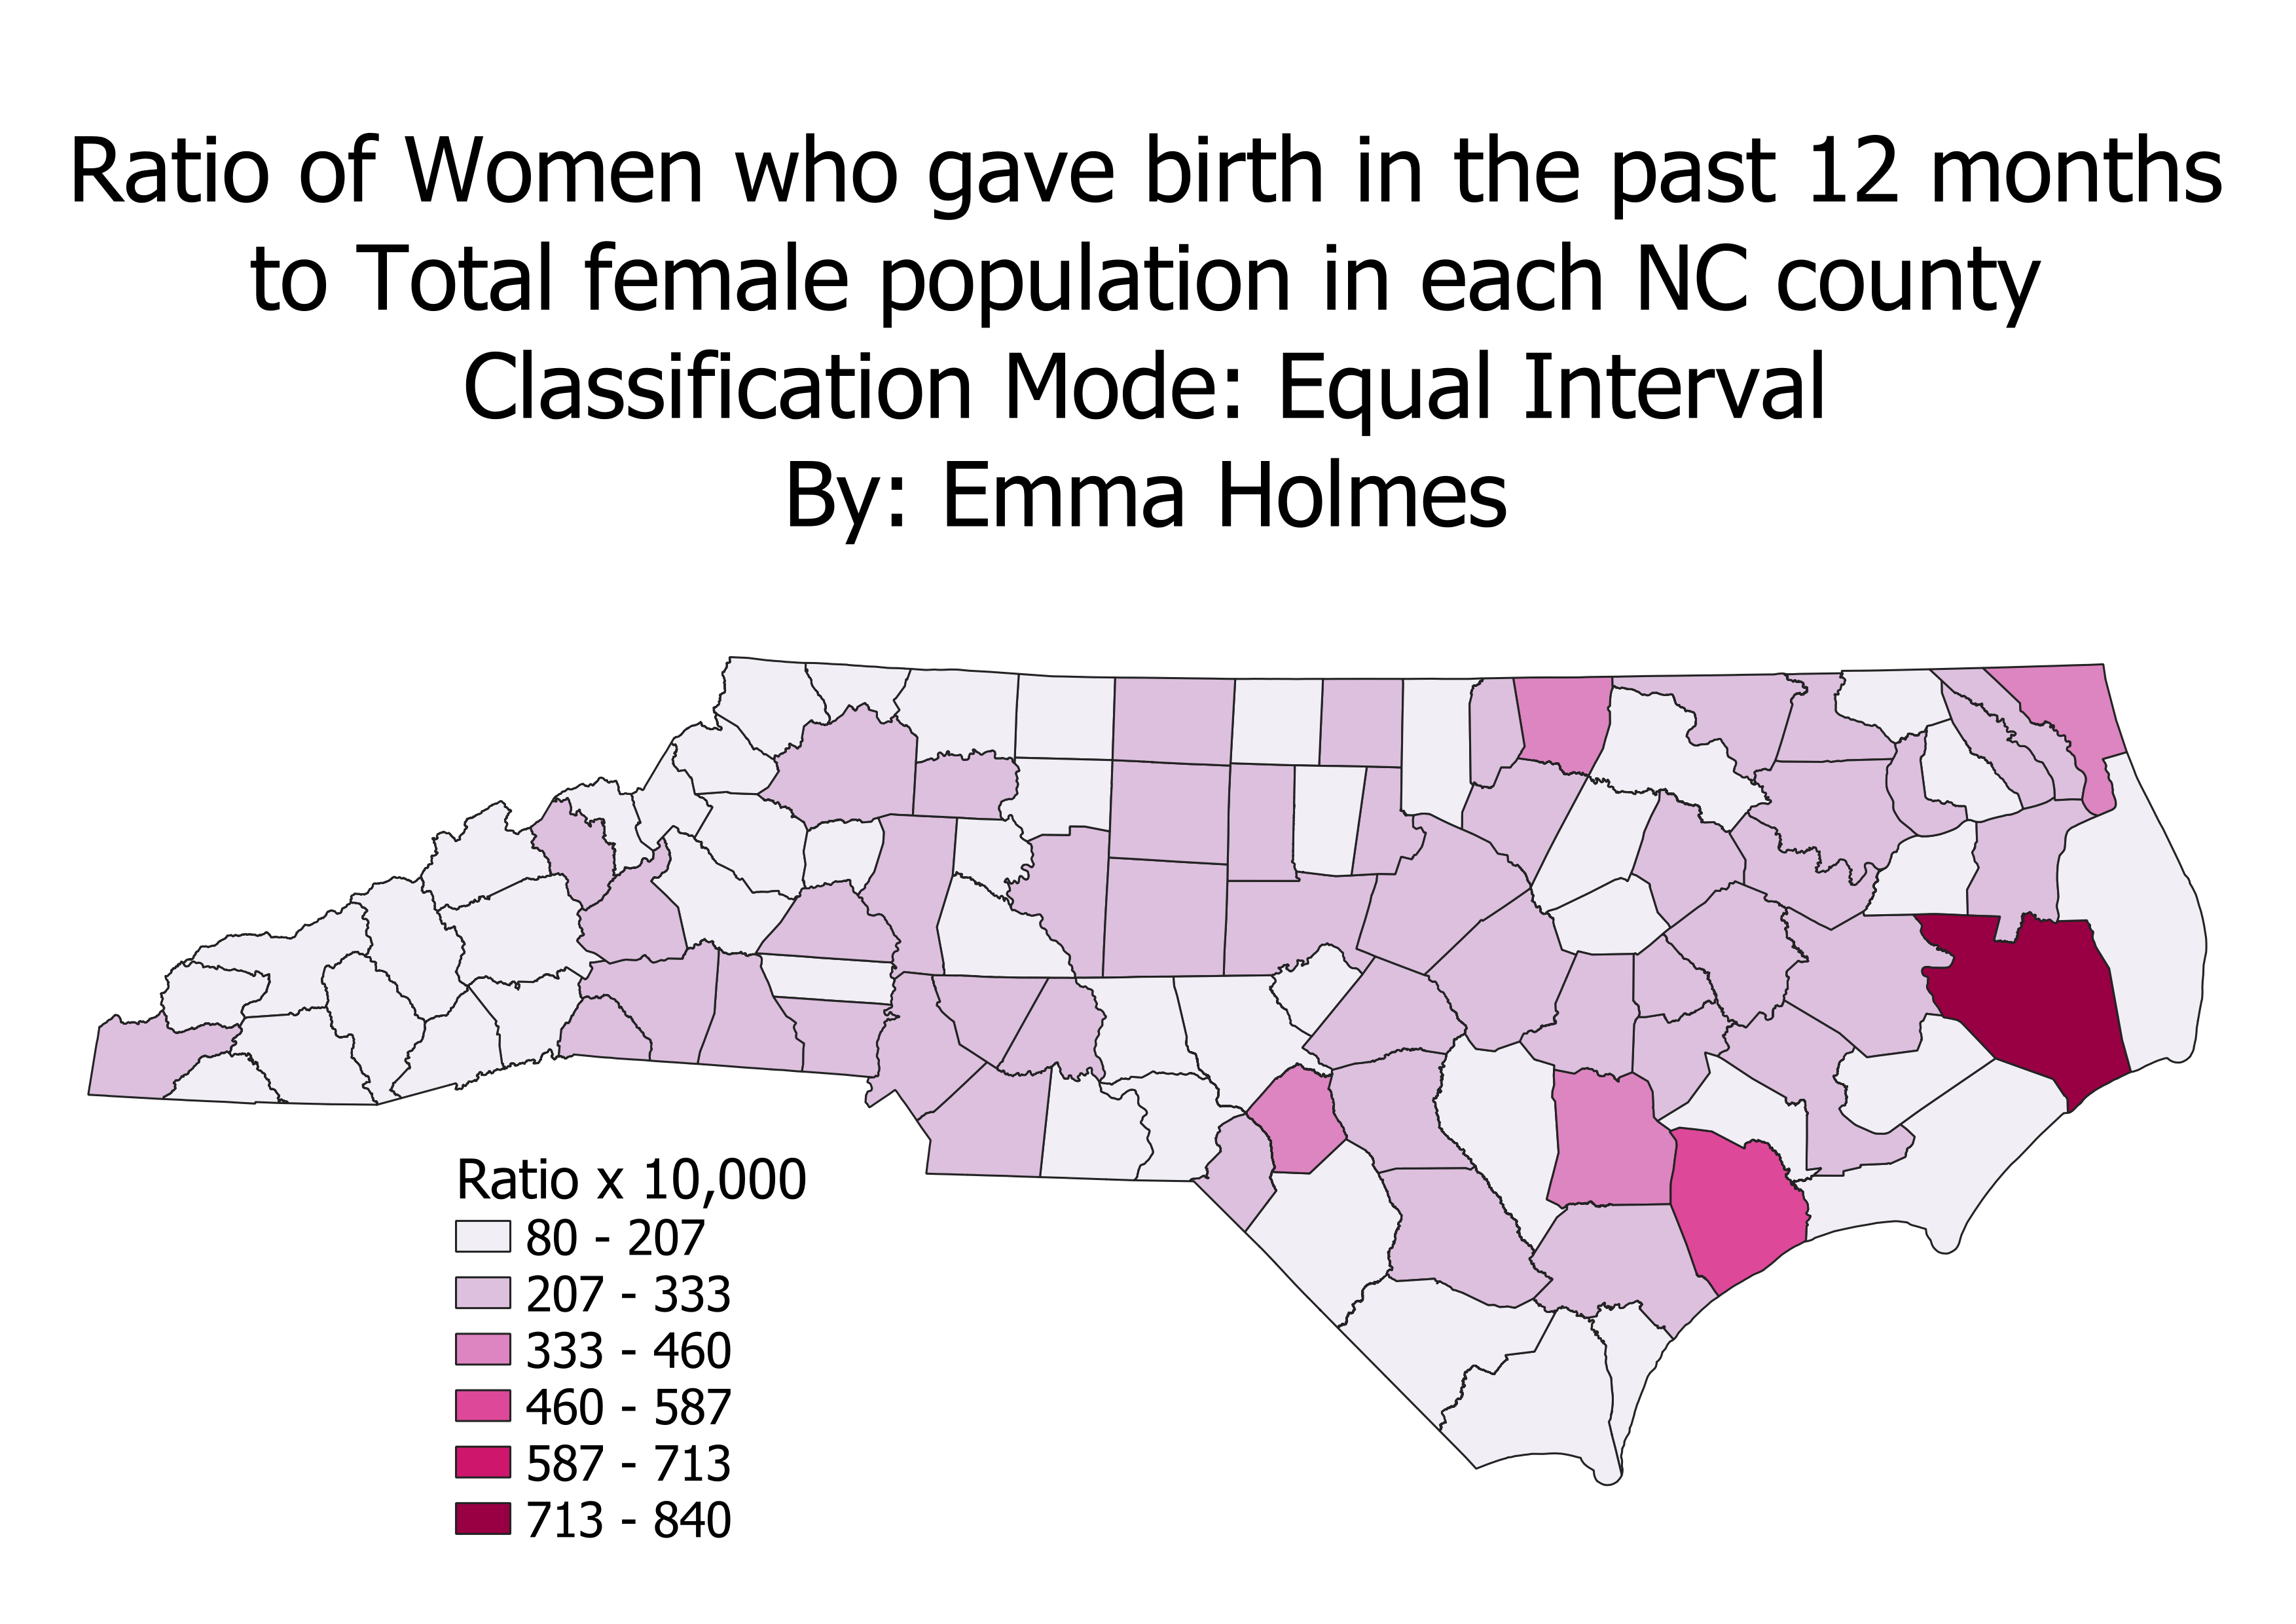 Ratio of Women who gave birth in the past 12 months
to Total female population in each NC county
Classification Mode: Equal Interval
By: Emma Holmes
Ratio x 10,000
80 - 207
207 - 333
333 - 460
460 - 587
587 - 713
713 - 840